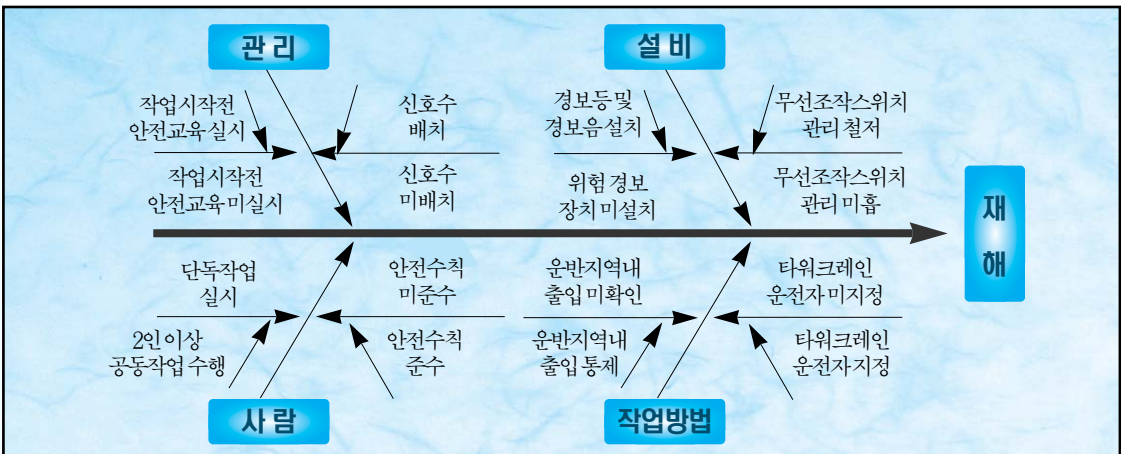 관 리
설 비
작업시작전
안전교육 실시
신호수
배치
경보등 및
경보음 설치
무선조작스위치
관리 철저
작업시작전
안전교육 미실시
신호수
미배치
위험 경보
장치 미설치
무선조작스위치
관리 미흡
재
해
단독작업
실시
안전수칙
미준수
운반지역내
출입 미확인
타워크레인
운전자 미지정
2인 이상
공동작업 수행
안전수칙
준수
운반지역내
출입 통제
타워크레인
운전자 지정
사 람
작업방법